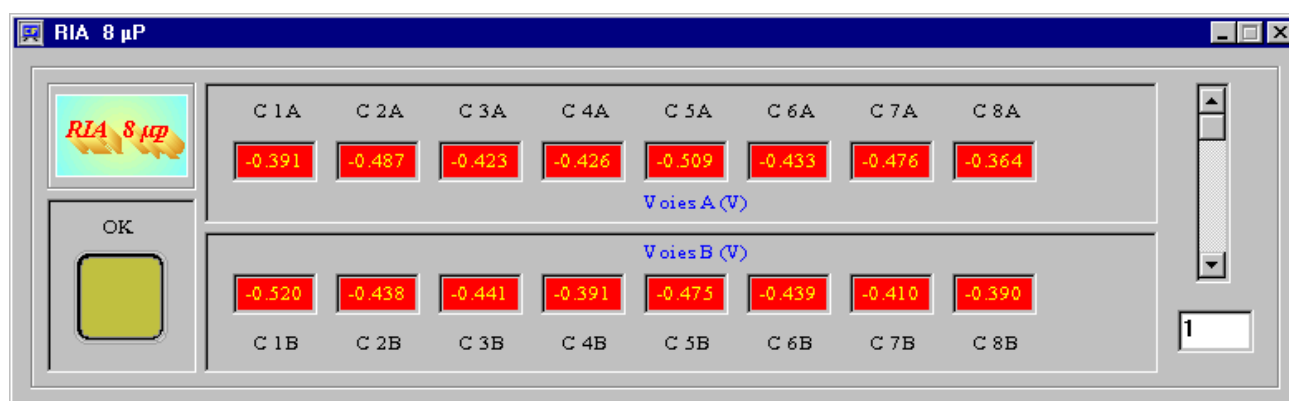 RIA 8 µP
RIA 8 µp
C 1A C 2A C 3A C 4A C 5A C 6A C 7A C 8A
-0.391 -0.487 -0.423 -0.426 -0.509 -0.433 -0.476 -0.364
Voies A (V)
OK
Voies B (V)
-0.520 -0.438 -0.441 -0.391 -0.475 -0.439 -0.410 -0.390
C 1B C 2B C 3B C 4B C 5B C 6B C 7B C 8B
1